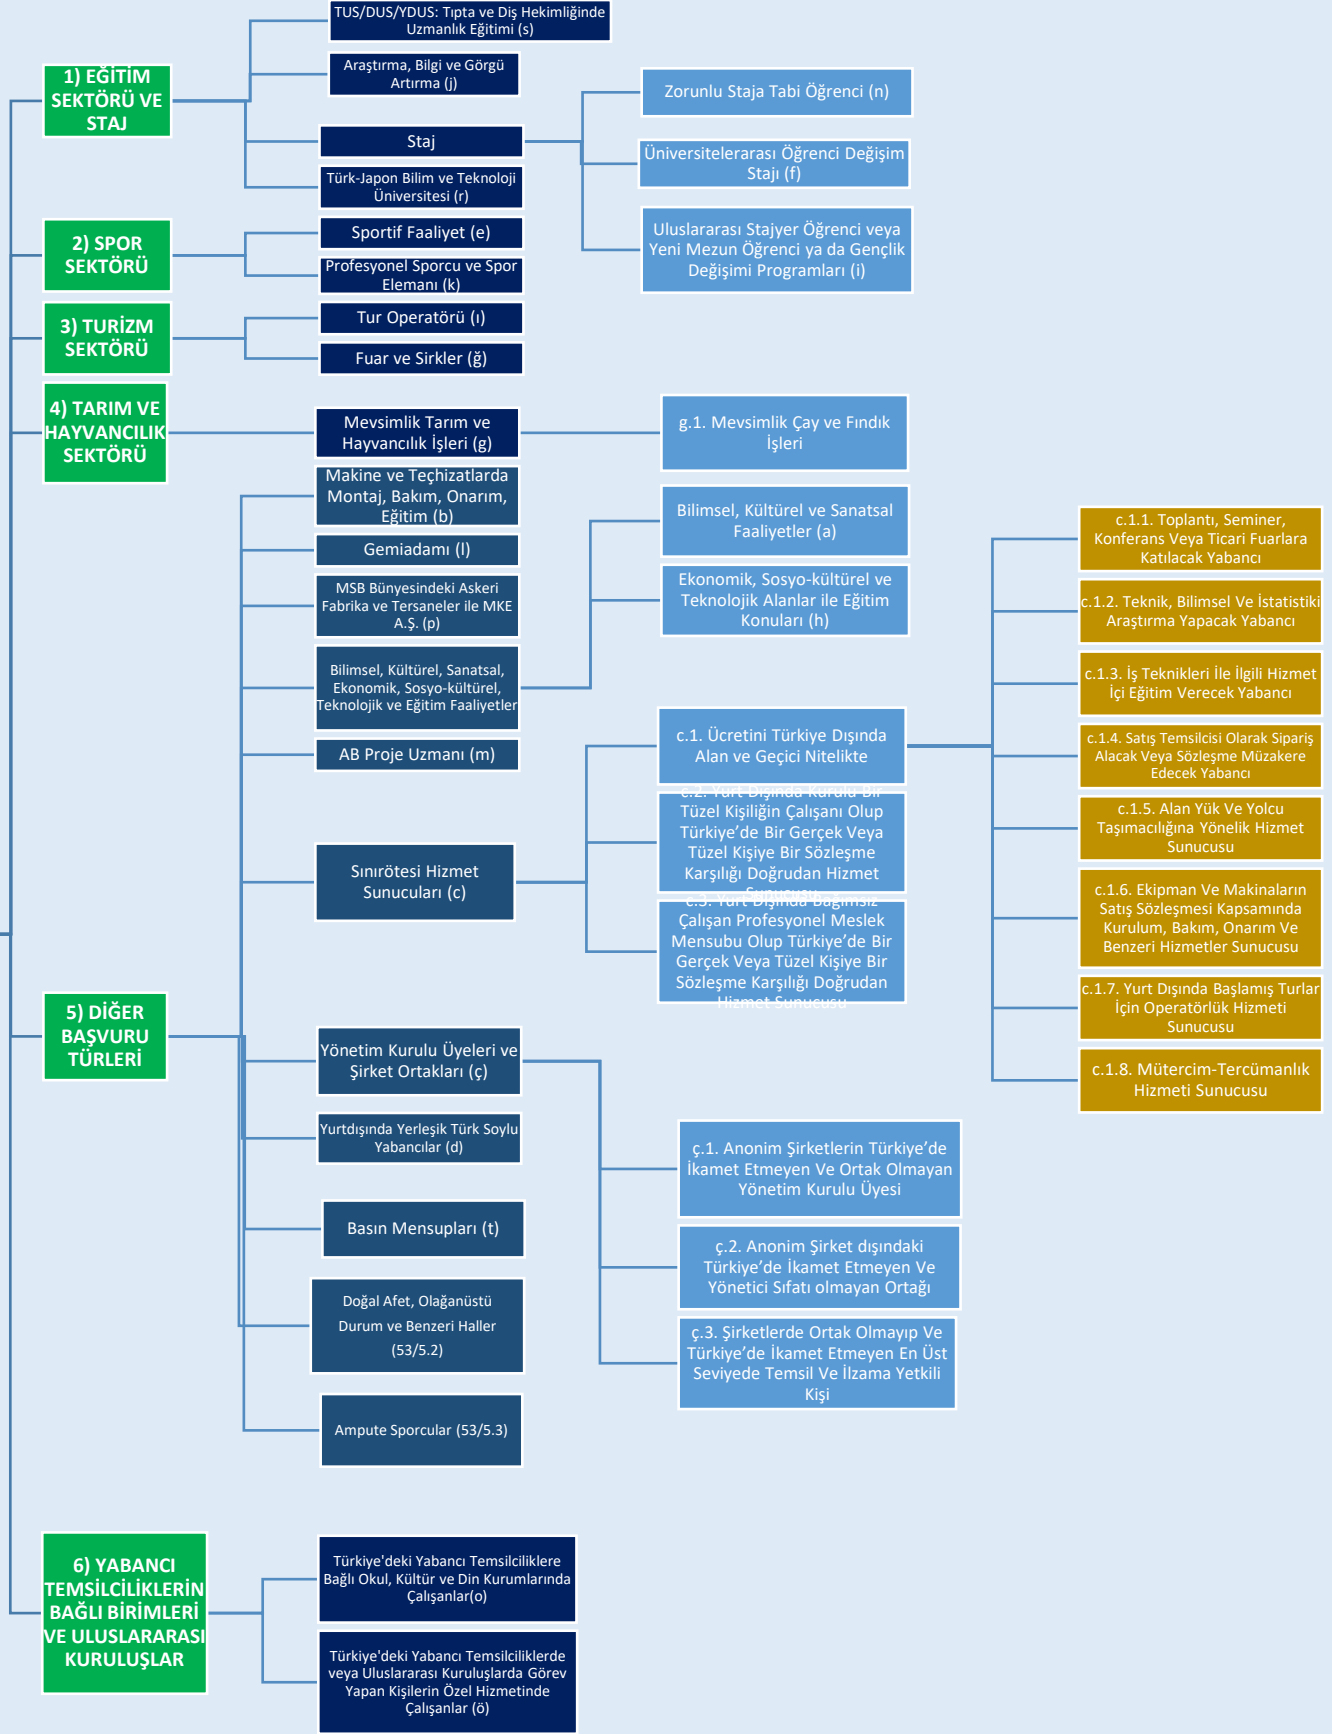 1) EĞİTİM
SEKTÖRÜ VE
STAJ
TUS/DUS/YDUS: Tıpta ve Diş Hekimliğinde
Uzmanlık Eğitimi (s)
Araştırma, Bilgi ve Görgü
Artırma (j)
Staj
Zorunlu Staja Tabi Öğrenci (n)
Üniversitelerarası Öğrenci Değişim
Stajı (f)
Uluslararası Stajyer Öğrenci veya
Yeni Mezun Öğrenci ya da Gençlik
Değişimi Programları (i)
Türk-Japon Bilim ve Teknoloji
Üniversitesi (r)
2) SPOR
SEKTÖRÜ
Sportif Faaliyet (e)
Profesyonel Sporcu ve Spor
Elemanı (k)
3) TURİZM
SEKTÖRÜ
Tur Operatörü (ı)
Fuar ve Sirkler (ğ)
4) TARIM VE
HAYVANCILIK
SEKTÖRÜ
Mevsimlik Tarım ve
Hayvancılık İşleri (g)
g.1. Mevsimlik Çay ve Fındık
İşleri
5) DİĞER
BAŞVURU
TÜRLERİ
Makine ve Teçhizatlarda
Montaj, Bakım, Onarım,
Eğitim (b)
Gemiadamı (l)
MSB Bünyesindeki Askeri
Fabrika ve Tersaneler ile MKE
A.Ş. (p)
Bilimsel, Kültürel, Sanatsal,
Ekonomik, Sosyo-kültürel,
Teknolojik ve Eğitim Faaliyetler
Bilimsel, Kültürel ve Sanatsal
Faaliyetler (a)
Ekonomik, Sosyo-kültürel ve
Teknolojik Alanlar ile Eğitim
Konuları (h)
AB Proje Uzmanı (m)
Sınırötesi Hizmet
Sunucuları (c)
c.1. Ücretini Türkiye Dışında
Alan ve Geçici Nitelikte
c.1.1. Toplantı, Seminer,
Konferans Veya Ticari Fuarlara
Katılacak Yabancı
c.1.2. Teknik, Bilimsel Ve İstatistiki
Araştırma Yapacak Yabancı
c.1.3. İş Teknikleri İle İlgili Hizmet
İçi Eğitim Verecek Yabancı
c.1.4. Satış Temsilcisi Olarak Sipariş
Alacak Veya Sözleşme Müzakere
Edecek Yabancı
c.1.5. Alan Yük Ve Yolcu
Taşımacılığına Yönelik Hizmet
Sunucusu
c.1.6. Ekipman Ve Makinaların
Satış Sözleşmesi Kapsamında
Kurulum, Bakım, Onarım Ve
Benzeri Hizmetler Sunucusu
c.1.7. Yurt Dışında Başlamış Turlar
İçin Operatörlük Hizmeti
Sunucusu
c.1.8. Mütercim-Tercümanlık
Hizmeti Sunucusu
c.2. Yurt Dışında Kurulu Bir
Tüzel Kişiliğin Çalışanı Olup
Türkiye’de Bir Gerçek Veya
Tüzel Kişiye Bir Sözleşme
Karşılığı Doğrudan Hizmet
Sunucusu
c.3. Yurt Dışında Bağımsız
Çalışan Profesyonel Meslek
Mensubu Olup Türkiye’de Bir
Gerçek Veya Tüzel Kişiye Bir
Sözleşme Karşılığı Doğrudan
Hizmet Sunucusu
Yönetim Kurulu Üyeleri ve
Şirket Ortakları (ç)
ç.1. Anonim Şirketlerin Türkiye’de
İkamet Etmeyen Ve Ortak Olmayan
Yönetim Kurulu Üyesi
ç.2. Anonim Şirket dışındaki
Türkiye’de İkamet Etmeyen Ve
Yönetici Sıfatı olmayan Ortağı
ç.3. Şirketlerde Ortak Olmayıp Ve
Türkiye’de İkamet Etmeyen En Üst
Seviyede Temsil Ve İlzama Yetkili
Kişi
Yurtdışında Yerleşik Türk Soylu
Yabancılar (d)
Basın Mensupları (t)
Doğal Afet, Olağanüstü
Durum ve Benzeri Haller
(53/5.2)
Ampute Sporcular (53/5.3)
6) YABANCI
TEMSİLCİLİKLERİN
BAĞLI BİRİMLERİ
VE ULUSLARARASI
KURULUŞLAR
Türkiye'deki Yabancı Temsilciliklere
Bağlı Okul, Kültür ve Din Kurumlarında
Çalışanlar(o)
Türkiye'deki Yabancı Temsilciliklerde
veya Uluslararası Kuruluşlarda Görev
Yapan Kişilerin Özel Hizmetinde
Çalışanlar (ö)